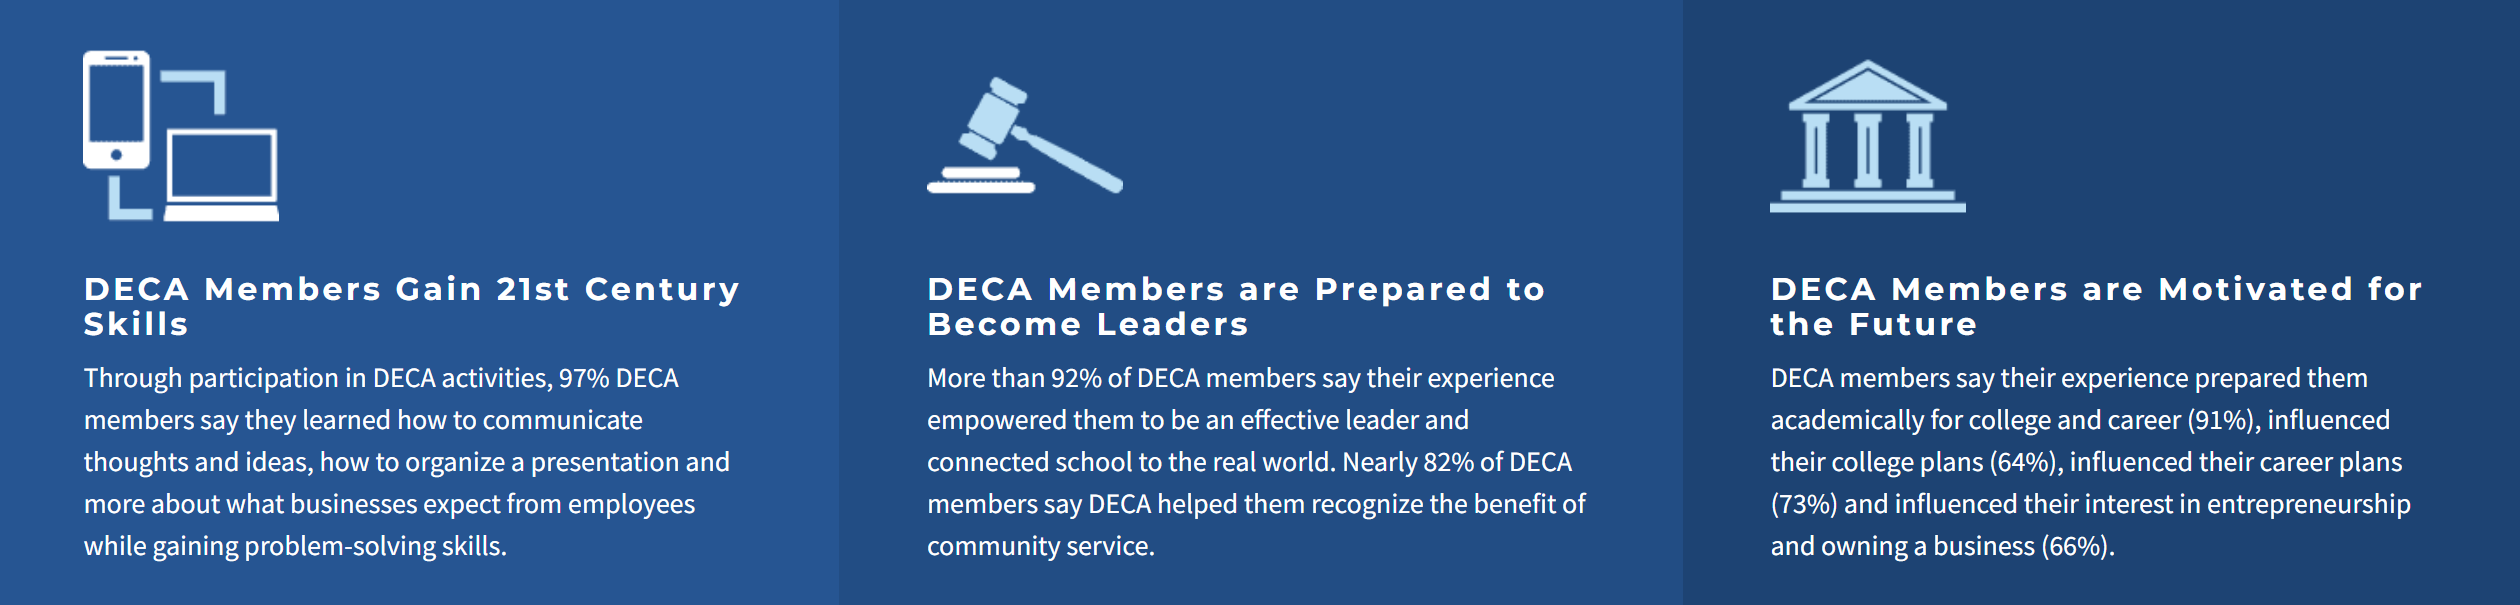 DECA Members Gain 21st Century
Skills
Through participation in DECA activities, 97% DECA
members say they learned how to communicate
thoughts and ideas, how to organize a presentation and
more about what businesses expect from employees
while gaining problem-solving skills.
DECA Members are Prepared to
Become Leaders
More than 92% of DECA members say their experience
empowered them to be an effective leader and
connected school to the real world. Nearly 82% of DECA
members say DECA helped them recognize the benefit of
community service.
DECA Members are Motivated for
the Future
DECA members say their experience prepared them
academically for college and career (91%), influenced
their college plans (64%), influenced their career plans
(73%) and influenced their interest in entrepreneurship
and owning a business (66%).